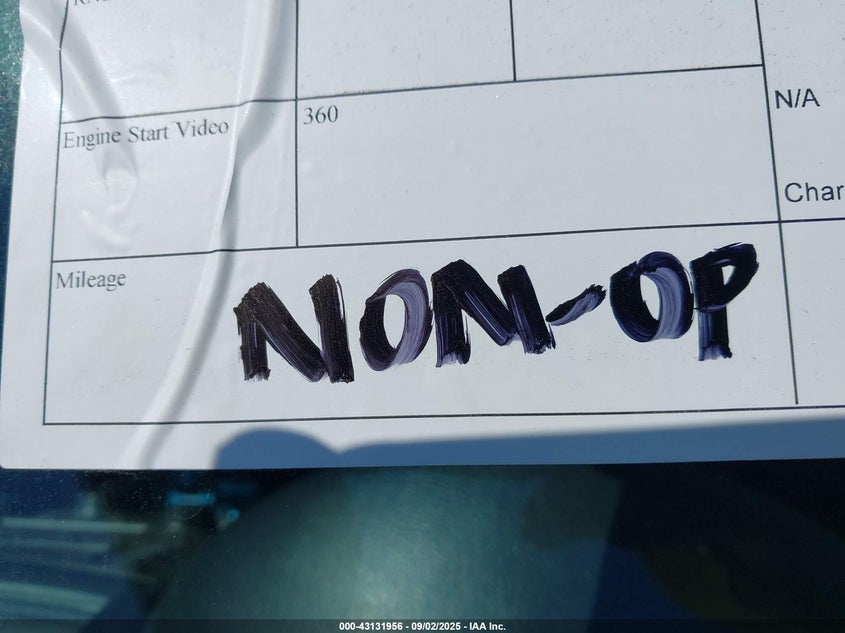 Engine Start Video
360
N/A
Char
Mileage
NON-OP
000-43131956 - 09/02/2025 - IAA Inc.